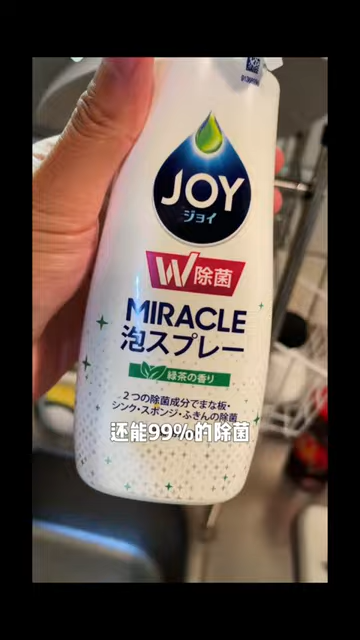 JOY
ジョイ
W除菌
MIRACLE
泡スプレー
緑茶の香り
2つの除菌成分でまな板・
シンク・スポンジ・ふきんの除菌
还能99%的除菌